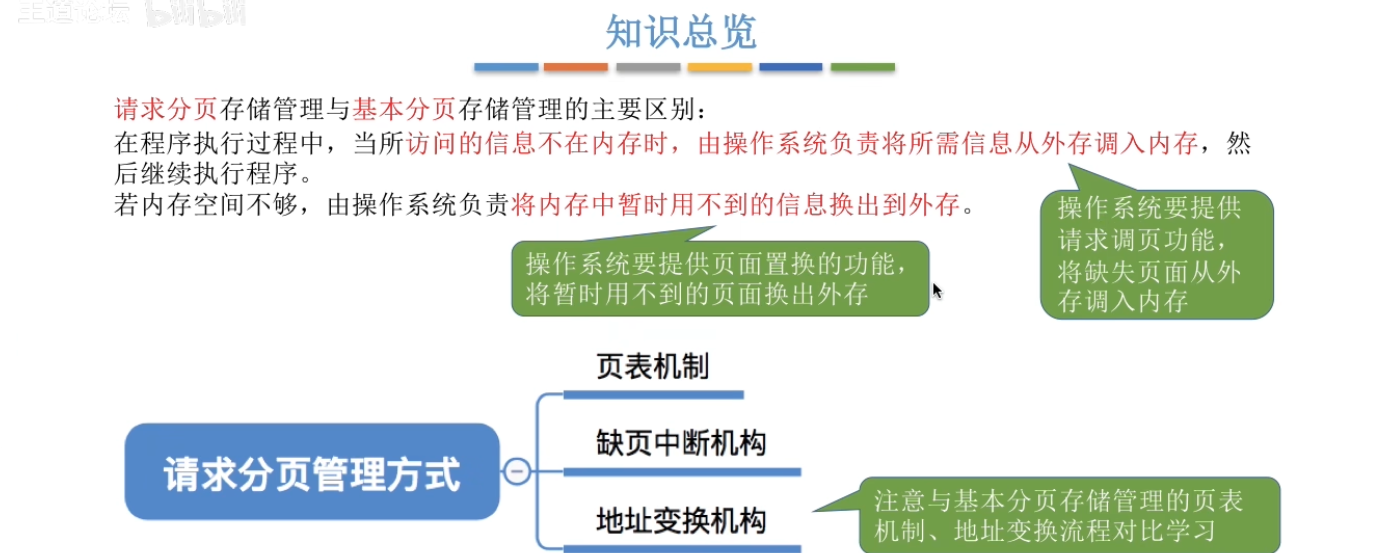 王道论坛 bilibili
知识总览
请求分页存储管理与基本分页存储管理的主要区别：
在程序执行过程中，当所访问的信息不在内存时，由操作系统负责将所需信息从外存调入内存，然
后继续执行程序。
若内存空间不够，由操作系统负责将内存中暂时用不到的信息换出到外存。
操作系统要提供
请求调页功能，
将缺失页面从外
存调入内存
操作系统要提供页面置换的功能，
将暂时用不到的页面换出外存
页表机制
缺页中断机构
请求分页管理方式
地址变换机构
注意与基本分页存储管理的页表
机制、地址变换流程对比学习